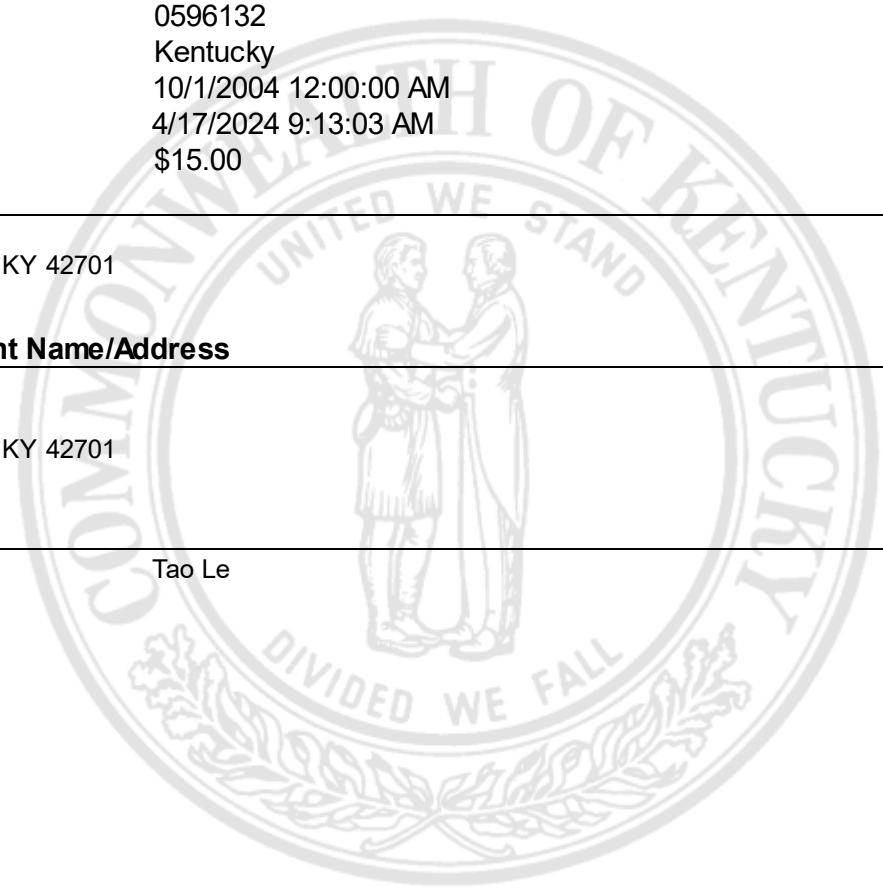 0596132
Kentucky
10/1/2004 12:00:00 AM
4/17/2024 9:13:03 AM
$15.00
KY 42701
nt Name/Address
KY 42701
Tao Le
COMMONWEALTH OF KENTUCKY
UNITED WE STAND
DIVIDED WE FALL